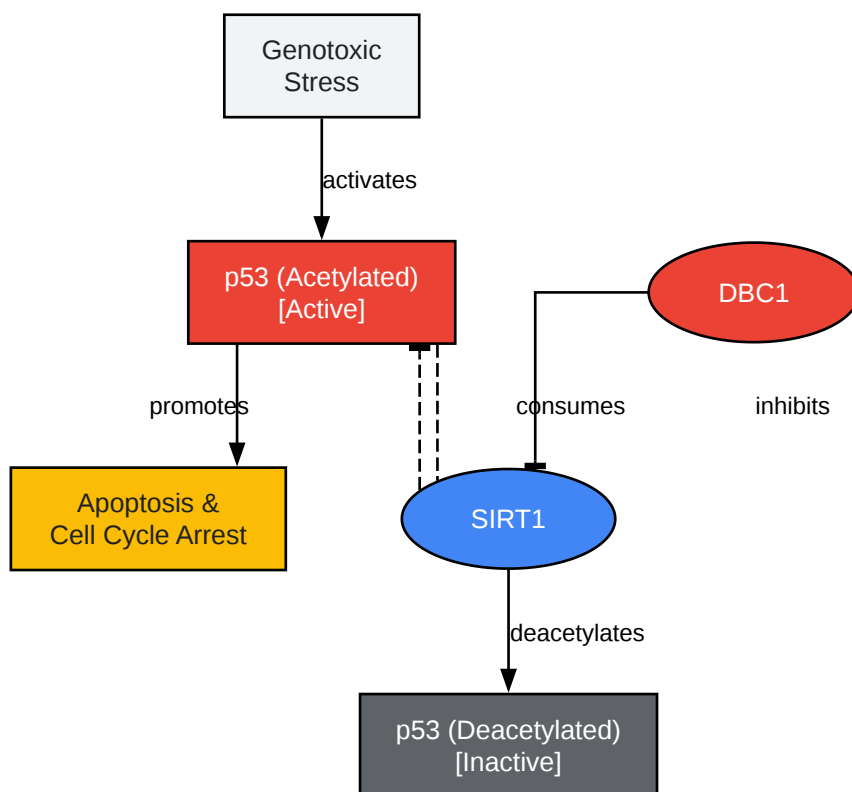 Genotoxic
Stress
activates
p53 (Acetylated)
[Active]
DBC1
promotes
consumes
inhibits
Apoptosis &
Cell Cycle Arrest
SIRT1
deacetylates
p53 (Deacetylated)
[Inactive]